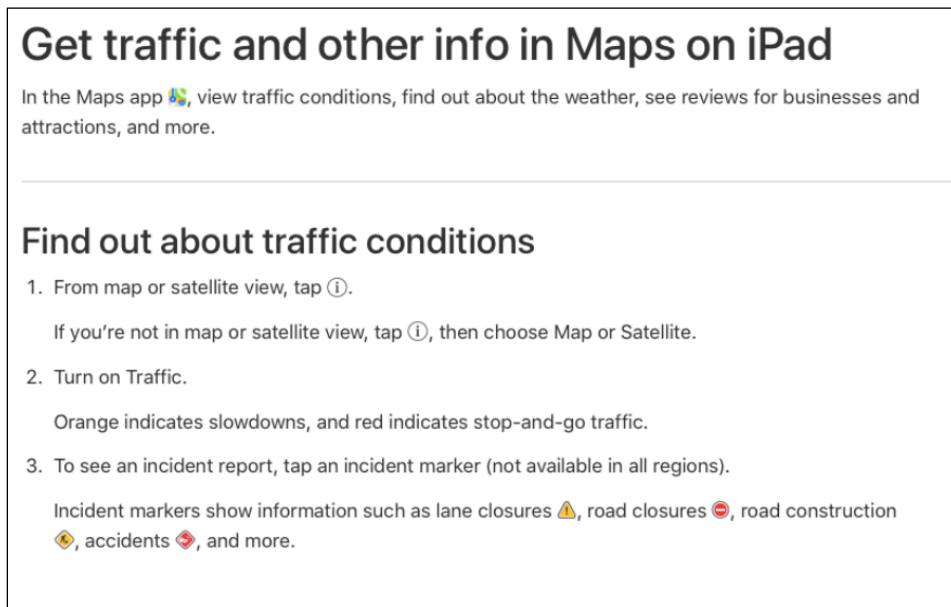 Get traffic and other info in Maps on iPad
In the Maps app , view traffic conditions, find out about the weather, see reviews for businesses and
attractions, and more.
Find out about traffic conditions
1. From map or satellite view, tap ⓘ.
If you’re not in map or satellite view, tap ⓘ, then choose Map or Satellite.
2. Turn on Traffic.
Orange indicates slowdowns, and red indicates stop-and-go traffic.
3. To see an incident report, tap an incident marker (not available in all regions).
Incident markers show information such as lane closures , road closures , road construction
, accidents , and more.